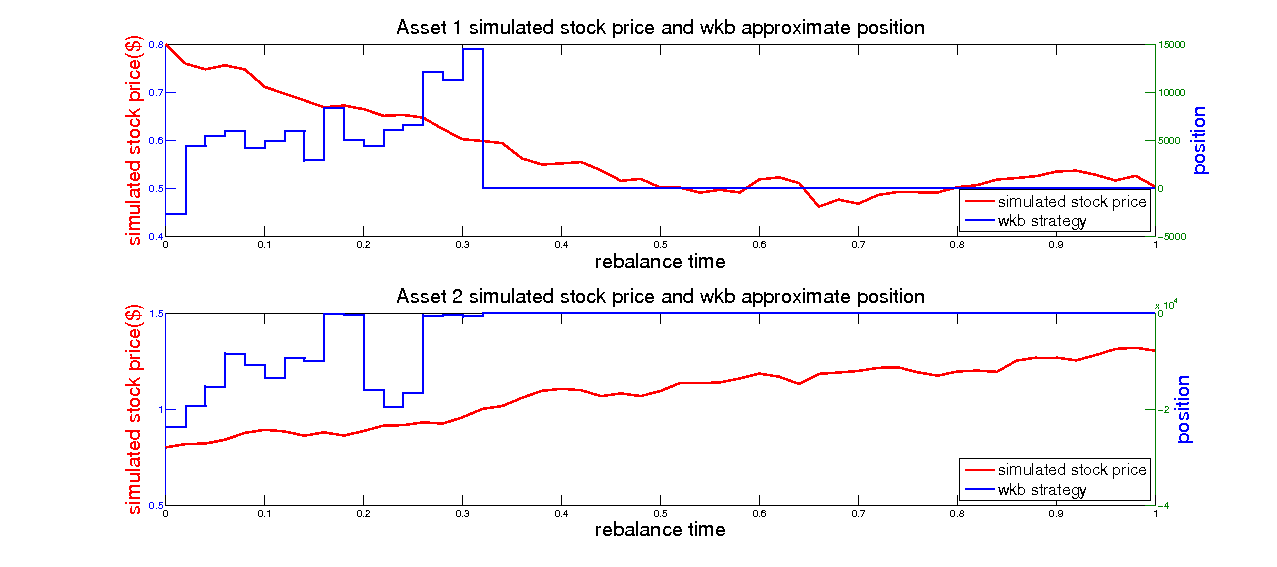 Asset 1 simulated stock price and wkb approximate position
simulated stock price($)
0.8
0.7
0.6
0.5
0.4
15000
10000
5000
0
-5000
position
simulated stock price
wkb strategy
0 0.1 0.2 0.3 0.4 0.5 0.6 0.7 0.8 0.9 1
rebalance time
Asset 2 simulated stock price and wkb approximate position
simulated stock price($)
1.5
1
0.5
x 10^4
0
-2
-4
position
simulated stock price
wkb strategy
0 0.1 0.2 0.3 0.4 0.5 0.6 0.7 0.8 0.9 1
rebalance time